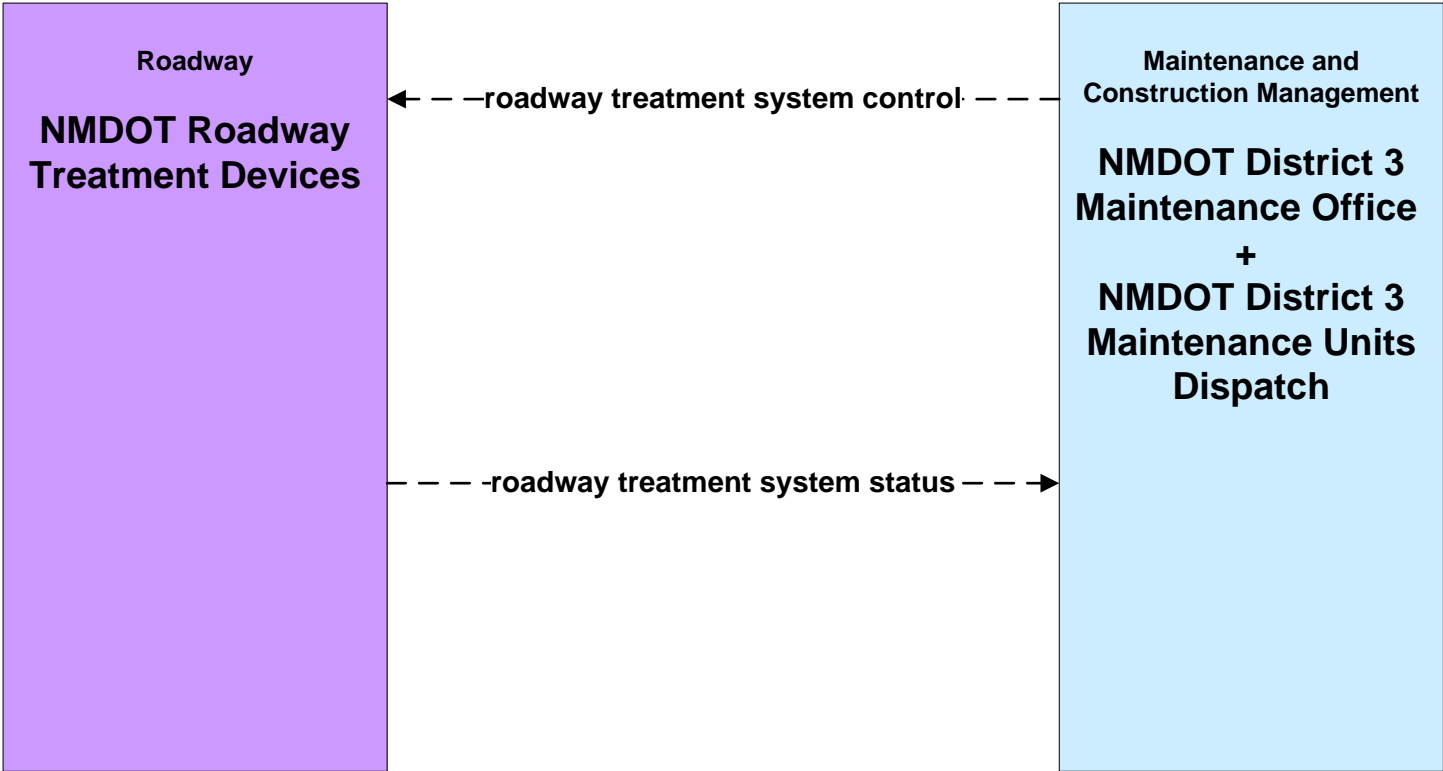 Roadway
NMDOT Roadway
Treatment Devices
roadway treatment system control
roadway treatment system status
Maintenance and
Construction Management
NMDOT District 3
Maintenance Office
+
NMDOT District 3
Maintenance Units
Dispatch